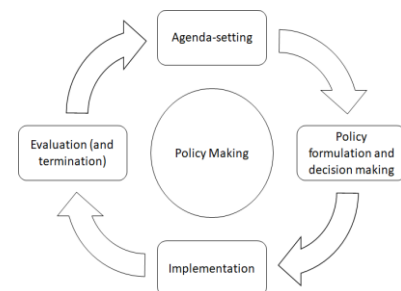 Agenda-setting
Policy
formulation and
decision making
Implementation
Evaluation (and
termination)
Policy Making